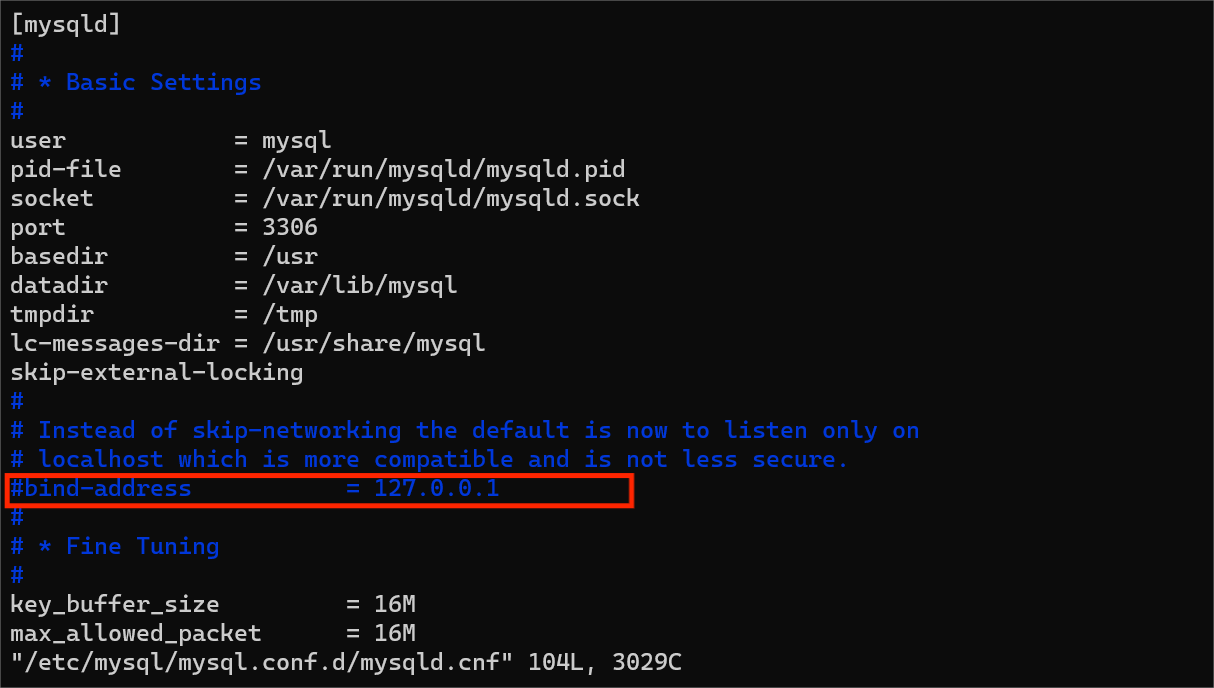 [mysqld]
#
# * Basic Settings
#
user            = mysql
pid-file        = /var/run/mysqld/mysqld.pid
socket          = /var/run/mysqld/mysqld.sock
port            = 3306
basedir         = /usr
datadir         = /var/lib/mysql
tmpdir          = /tmp
lc-messages-dir = /usr/share/mysql
skip-external-locking
#
# Instead of skip-networking the default is now to listen only on
# localhost which is more compatible and is not less secure.
#bind-address           = 127.0.0.1
#
# * Fine Tuning
#
key_buffer_size         = 16M
max_allowed_packet      = 16M
"/etc/mysql/mysql.conf.d/mysqld.cnf" 104L, 3029C